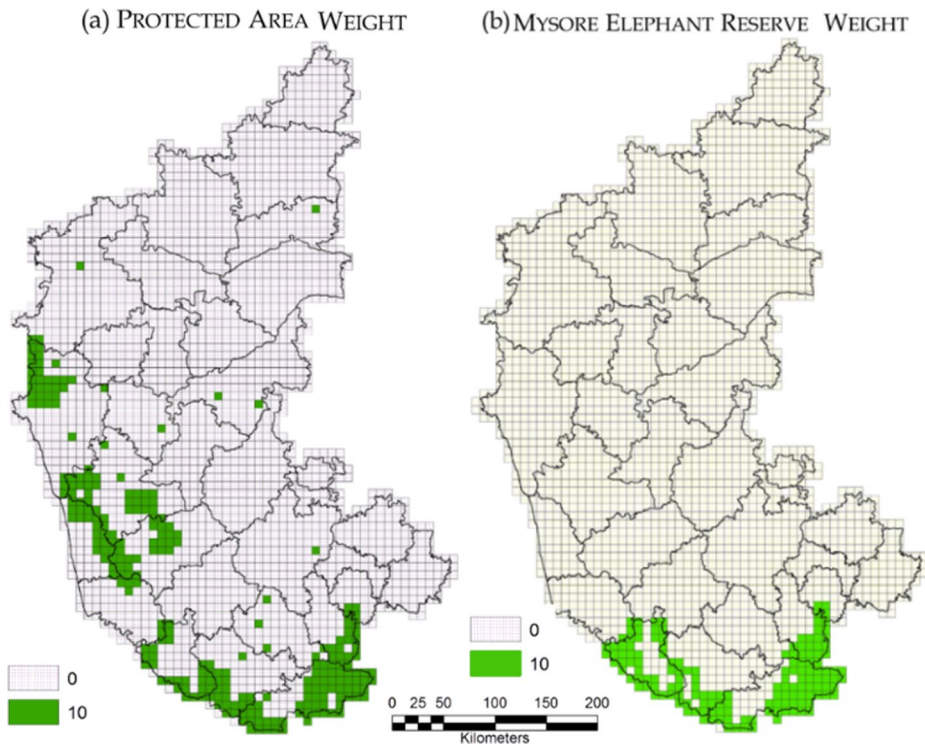 (a) PROTECTED AREA WEIGHT
(b) MYSORE ELEPHANT RESERVE WEIGHT
0
10
0
10
0 25 50 100 150 200
Kilometers